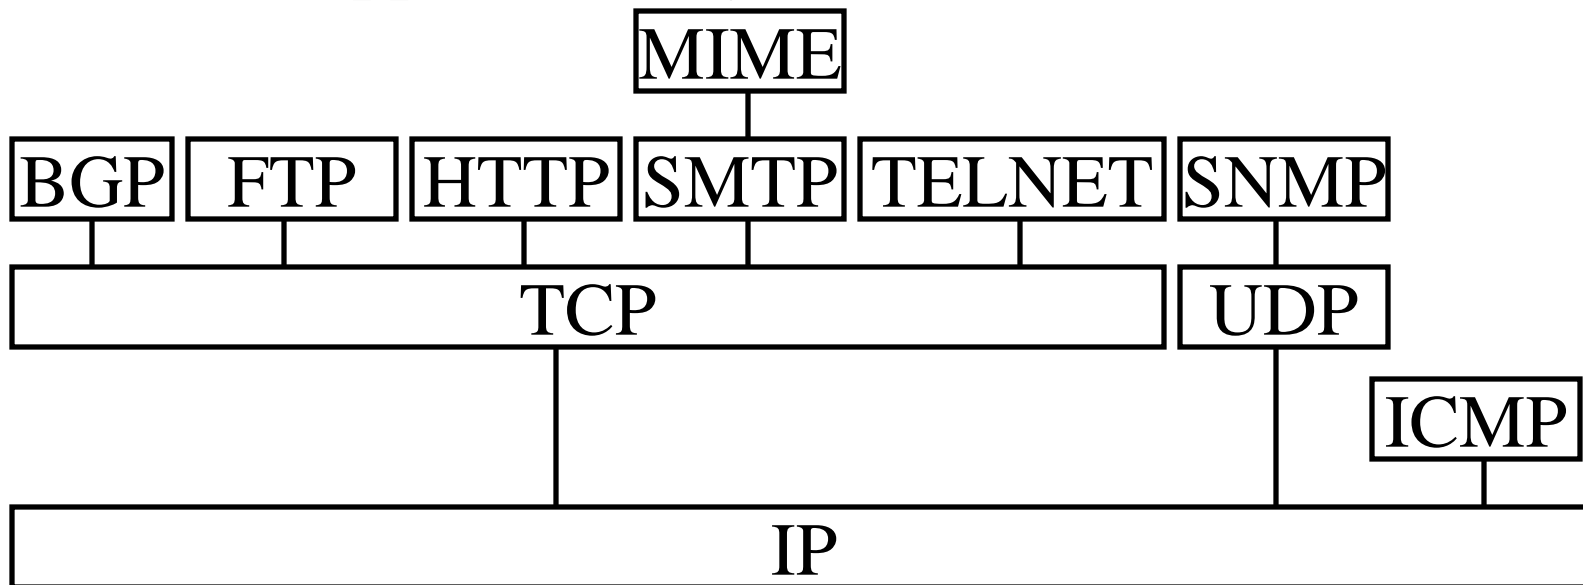 MIME
BGP FTP HTTP SMTP TELNET SNMP
TCP UDP
ICMP
IP